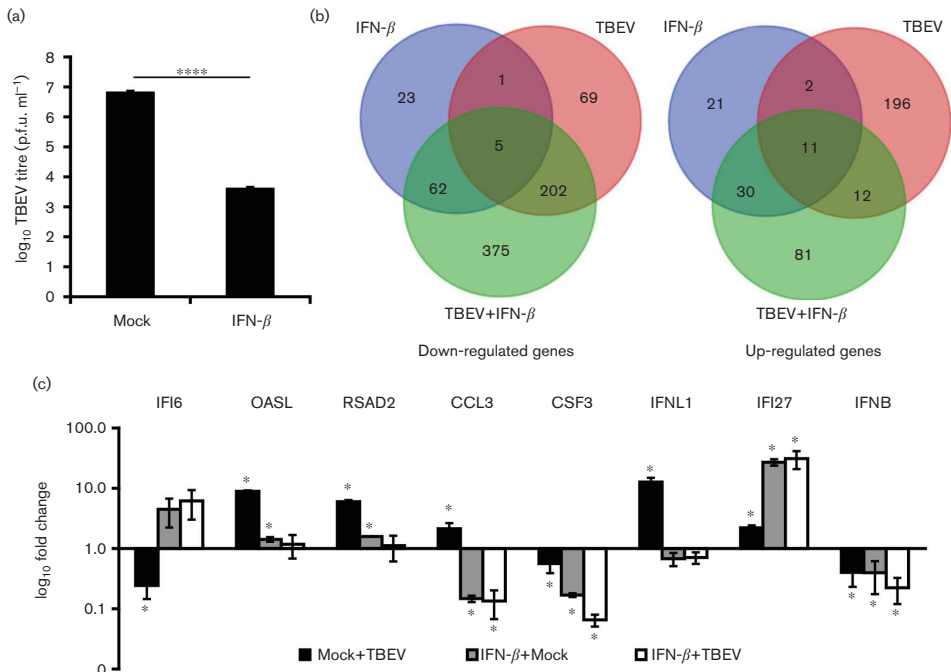 (a)
****
log₁₀ TBEV titre (p.f.u. ml⁻¹)
8
7
6
5
4
3
2
1
0
Mock IFN-β
(b)
IFN-β TBEV
23 1 69
5
62 202
375
TBEV+IFN-β
Down-regulated genes
IFN-β TBEV
21 2 196
11
30 12
81
TBEV+IFN-β
Up-regulated genes
(c)
IFI6 OASL RSAD2 CCL3 CSF3 IFNL1 IFI27 IFNB
log₁₀ fold change
100.0
10.0
1.0
0.1
0
* * * * * * * *
* * * * * * * * * *
Mock+TBEV IFN-β+Mock IFN-β+TBEV